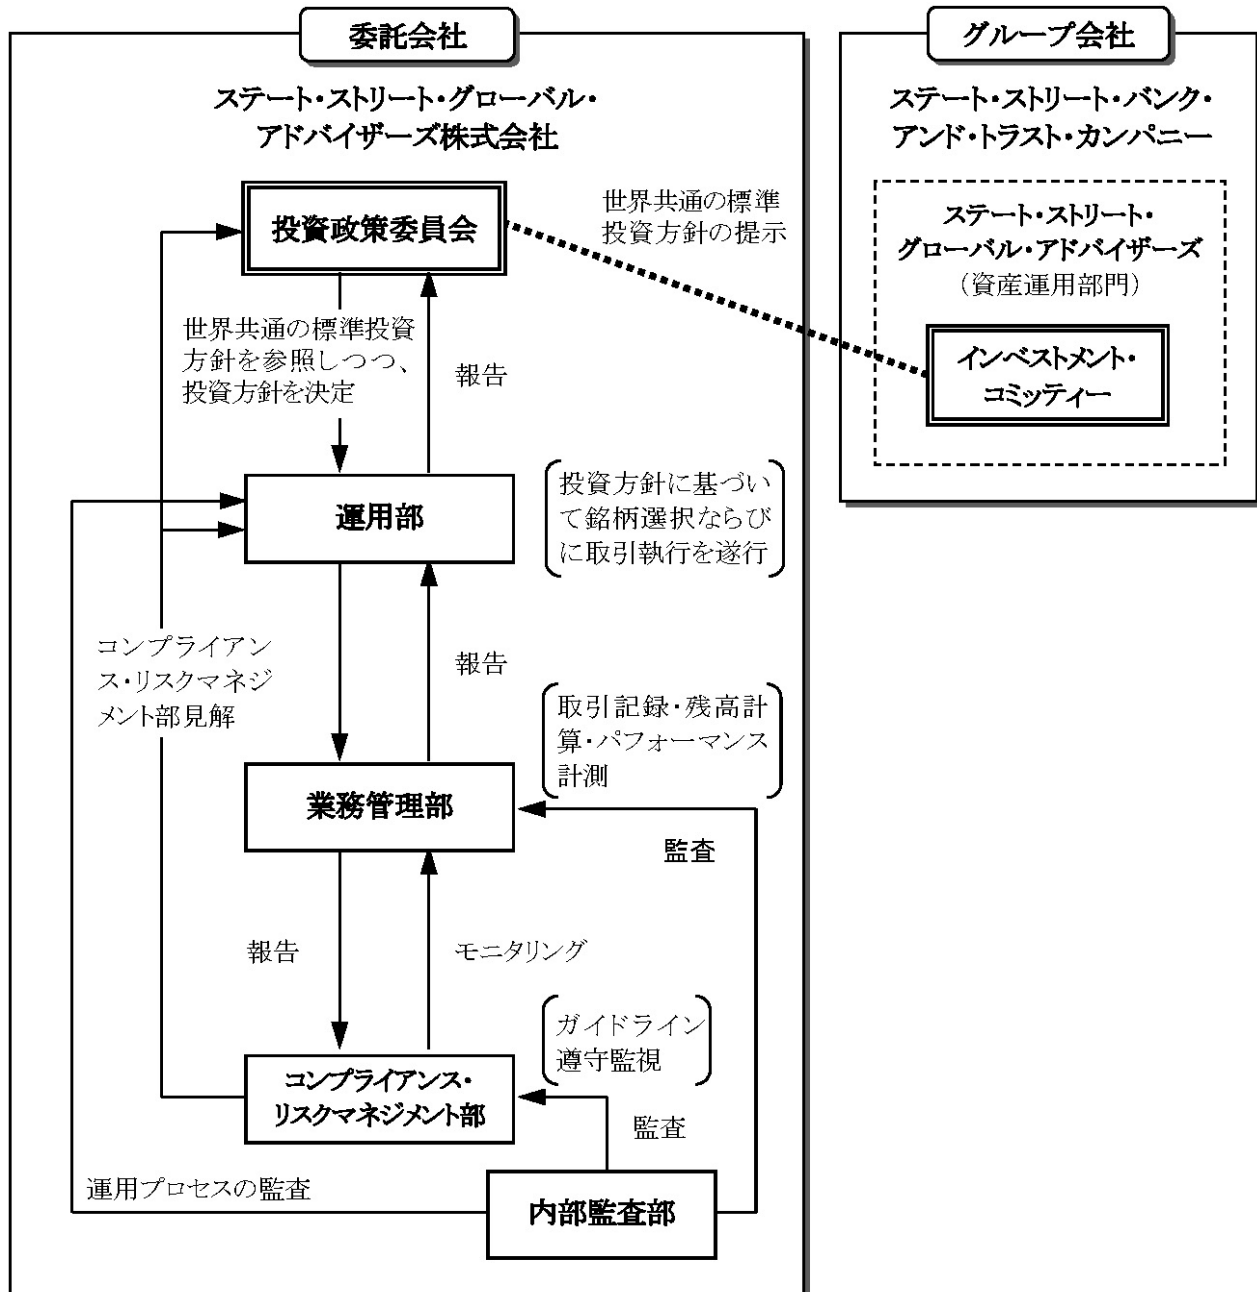 委託会社
ステート・ストリート・グローバル・
アドバイザーズ株式会社
グループ会社
ステート・ストリート・バンク・
アンド・トラスト・カンパニー
投資政策委員会
世界共通の標準
投資方針の提示
ステート・ストリート・
グローバル・アドバイザーズ
（資産運用部門）
インベストメント・
コミッティー
世界共通の標準投資
方針を参照しつつ、
投資方針を決定
報告
運用部
投資方針に基づい
て銘柄選択ならび
に取引執行を遂行
コンプライアン
ス・リスクマネジ
メント部見解
報告
取引記録・残高計
算・パフォーマンス
計測
業務管理部
監査
報告
モニタリング
ガイドライン
遵守監視
コンプライアンス・
リスクマネジメント部
監査
運用プロセスの監査
内部監査部